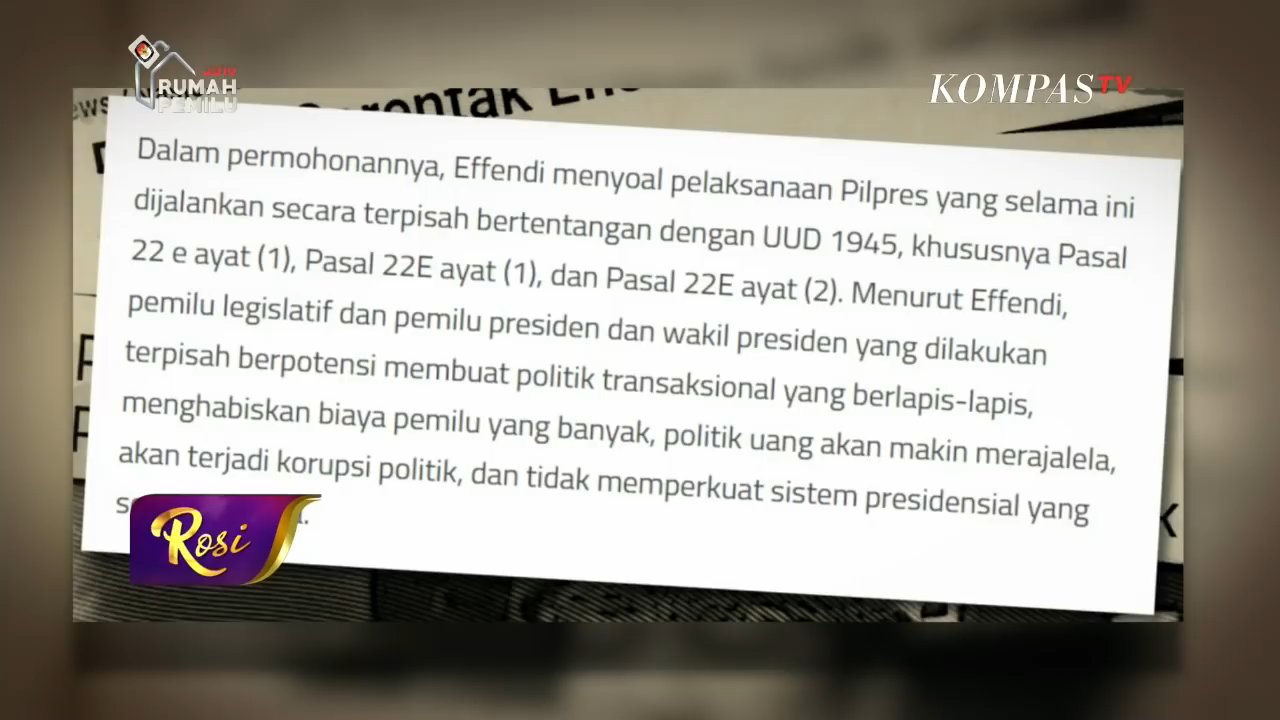 RUMAH
PEMILU
KOMPAS TV
Dalam permohonannya, Effendi menyoal pelaksanaan Pilpres yang selama ini
dijalankan secara terpisah bertentangan dengan UUD 1945, khususnya Pasal
22 e ayat (1), Pasal 22E ayat (1), dan Pasal 22E ayat (2). Menurut Effendi,
pemilu legislatif dan pemilu presiden dan wakil presiden yang dilakukan
terpisah berpotensi membuat politik transaksional yang berlapis-lapis,
menghabiskan biaya pemilu yang banyak, politik uang akan makin merajalela,
akan terjadi korupsi politik, dan tidak memperkuat sistem presidensial yang
Rosi